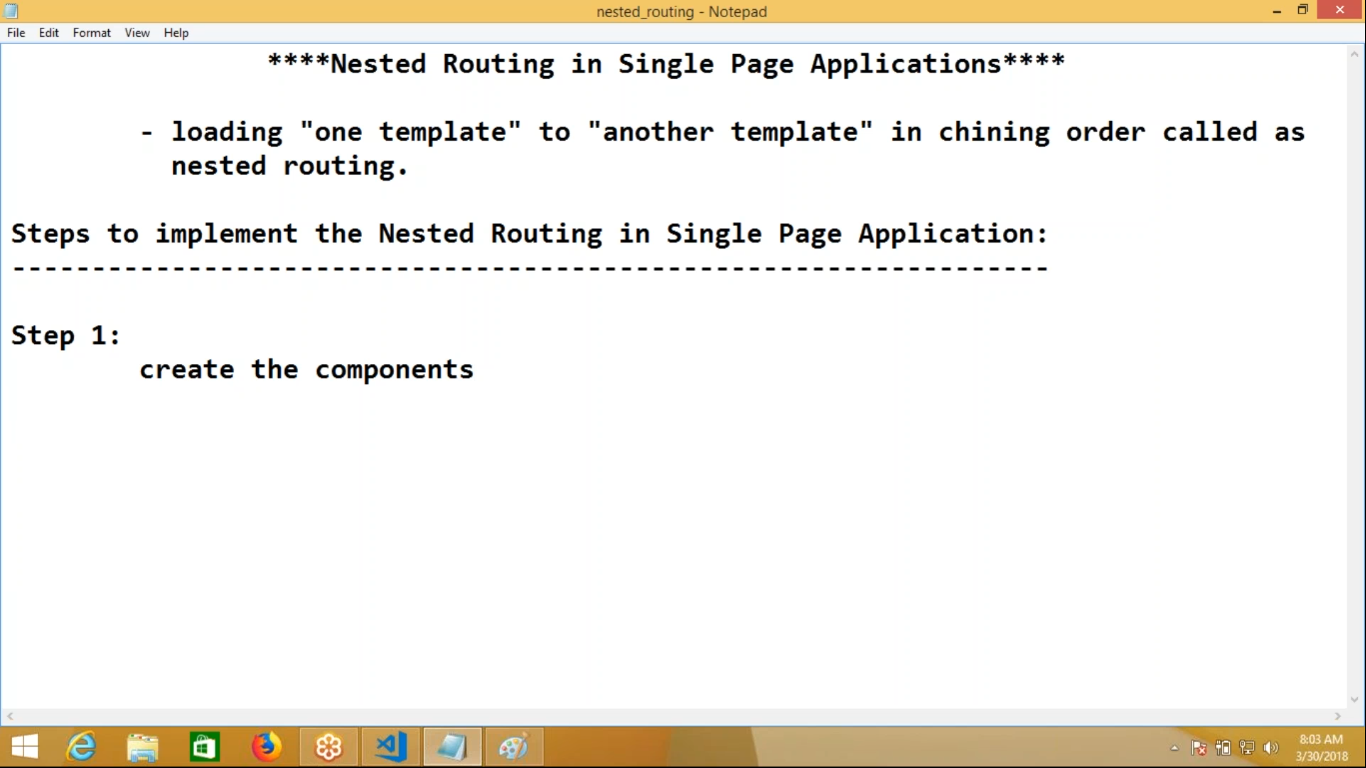 nested_routing - Notepad
File Edit Format View Help
****Nested Routing in Single Page Applications****
- loading "one template" to "another template" in chining order called as
nested routing.
Steps to implement the Nested Routing in Single Page Application:
-----------------------------------------------------------------
Step 1:
create the components
8:03 AM
3/30/2018